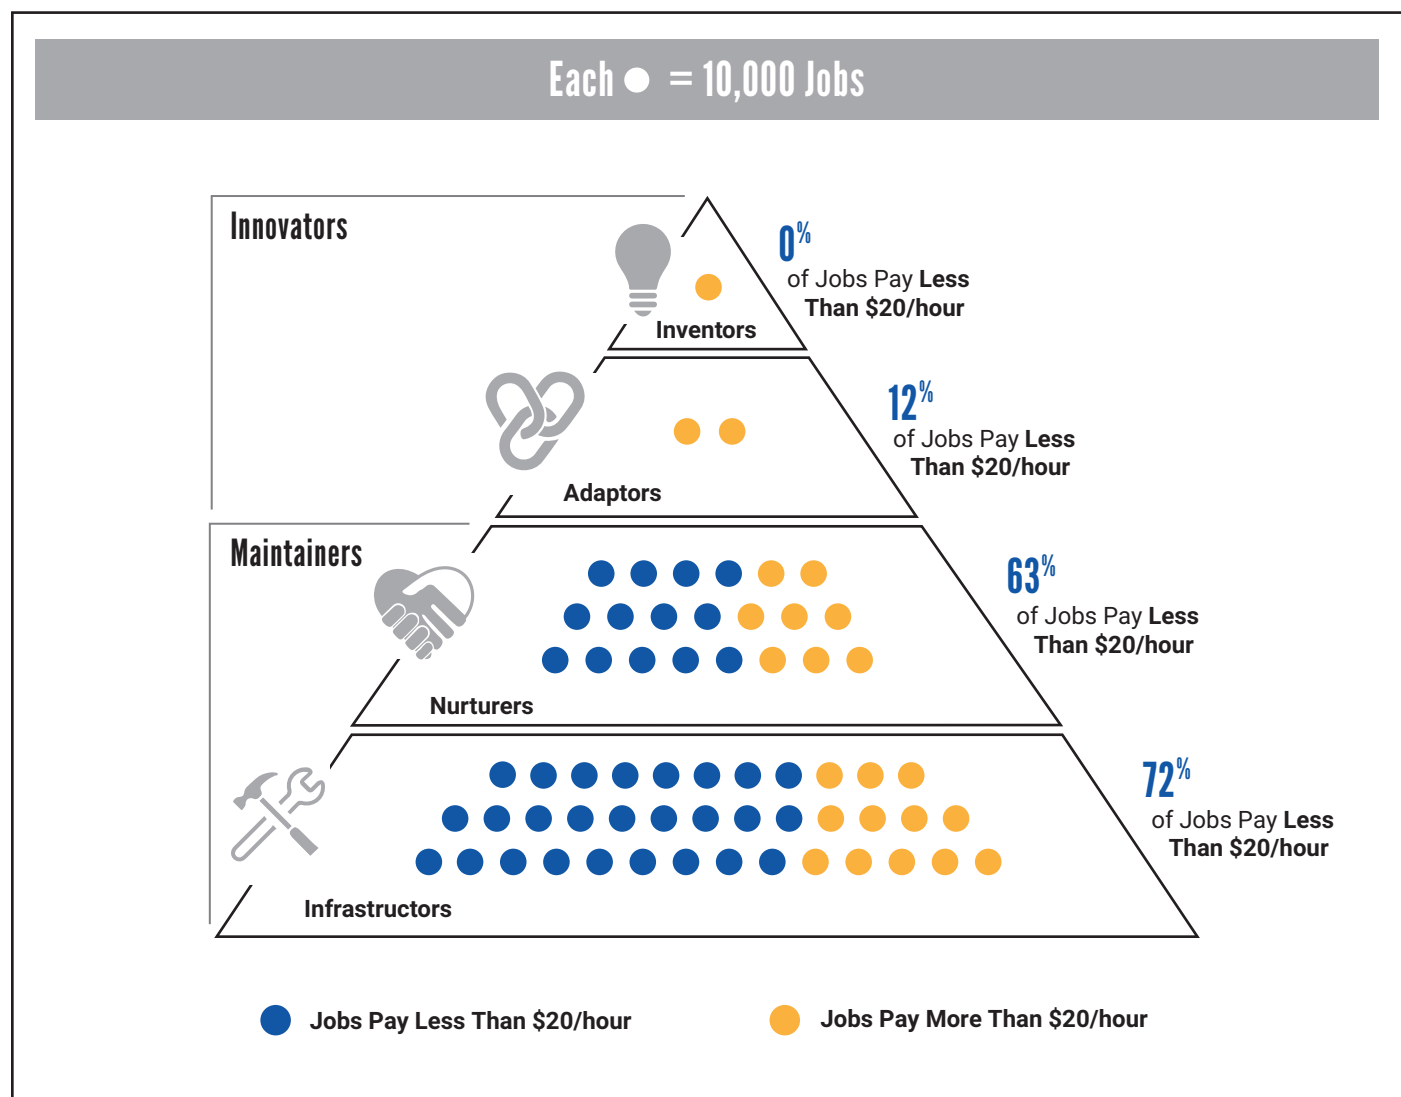 Each = 10,000 Jobs
Innovators
0%
of Jobs Pay Less
Than $20/hour
Inventors
12%
of Jobs Pay Less
Than $20/hour
Adaptors
Maintainers
63%
of Jobs Pay Less
Than $20/hour
Nurturers
72%
of Jobs Pay Less
Than $20/hour
Infrastructors
Jobs Pay Less Than $20/hour
Jobs Pay More Than $20/hour